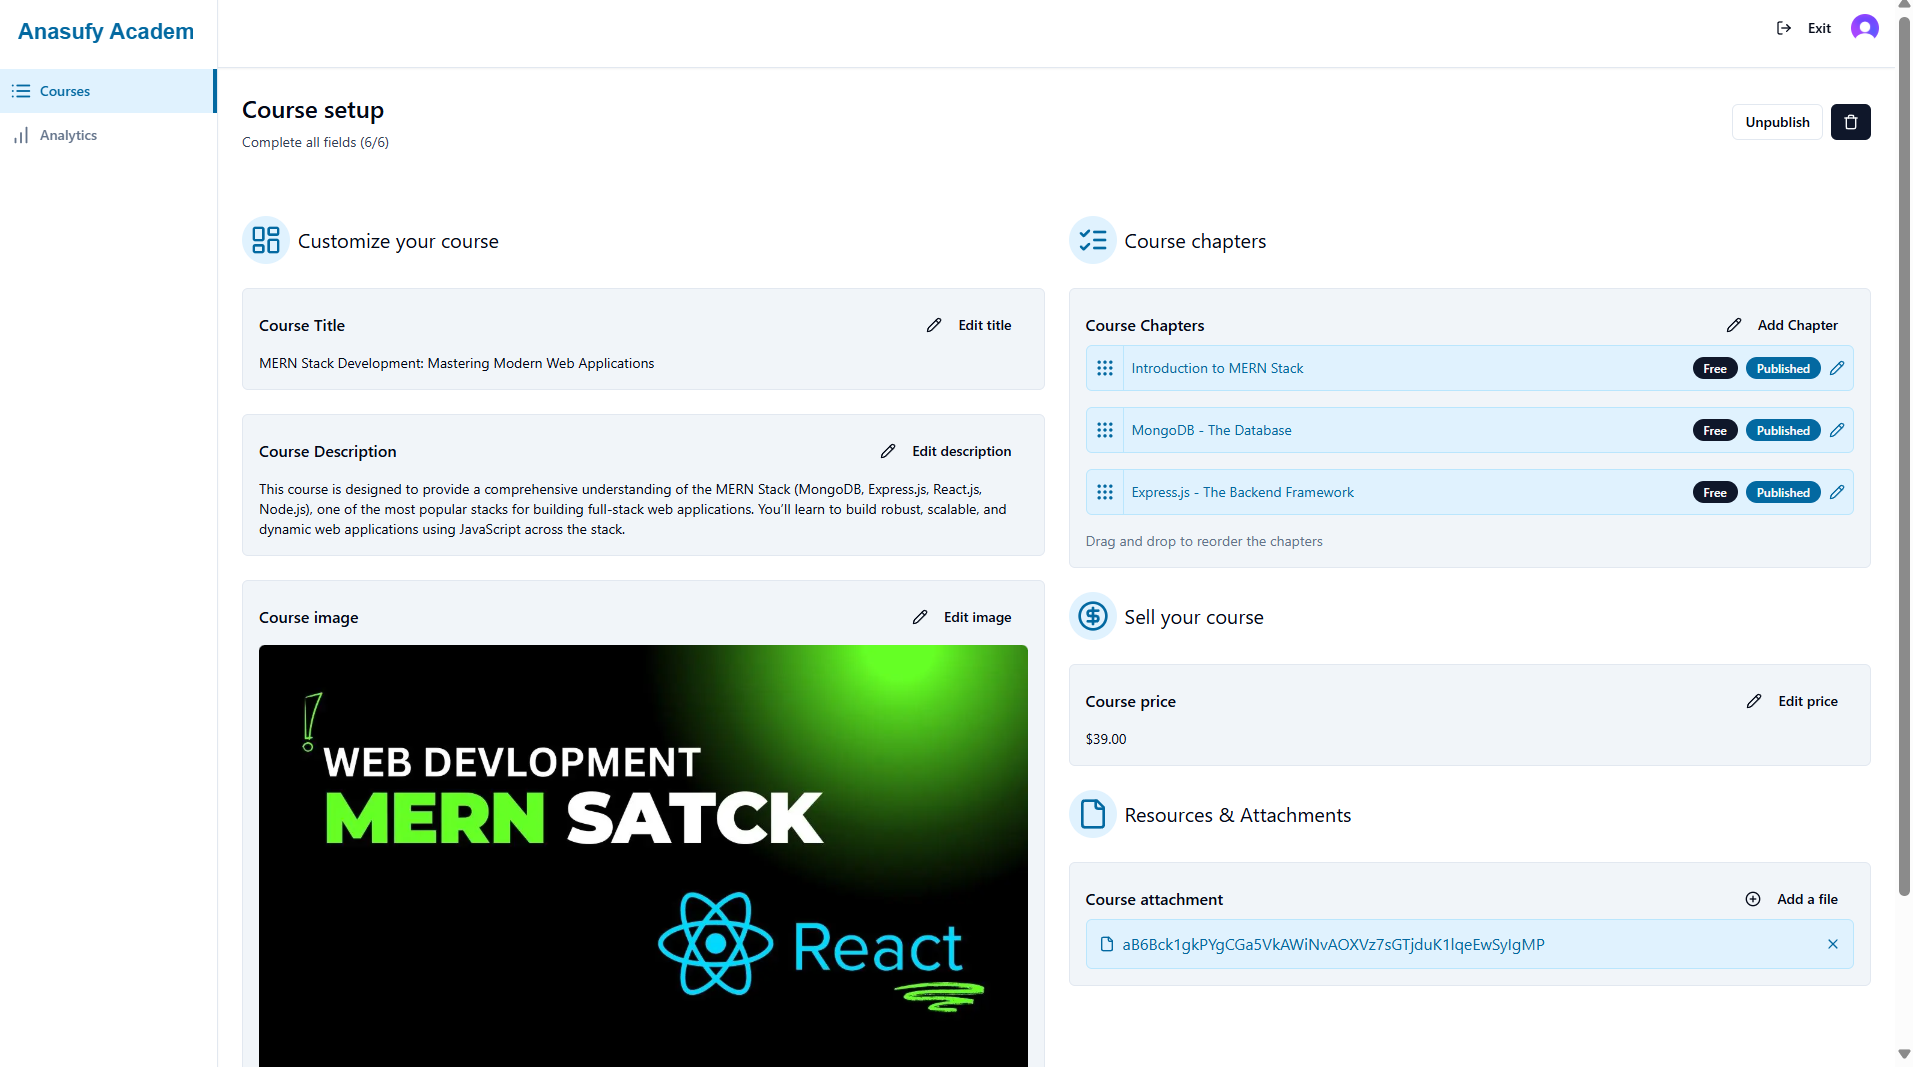 Anasufy Academ
Exit
Courses
Analytics
Course setup
Complete all fields (6/6)
Unpublish
Customize your course
Course Title
Edit title
MERN Stack Development: Mastering Modern Web Applications
Course Description
Edit description
This course is designed to provide a comprehensive understanding of the MERN Stack (MongoDB, Express.js, React.js,
Node.js), one of the most popular stacks for building full-stack web applications. You’ll learn to build robust, scalable, and
dynamic web applications using JavaScript across the stack.
Course image
Edit image
WEB DEVLOPMENT
MERN SATCK
React
Course chapters
Course Chapters
Add Chapter
Introduction to MERN Stack
Free
Published
MongoDB - The Database
Free
Published
Express.js - The Backend Framework
Free
Published
Drag and drop to reorder the chapters
Sell your course
Course price
Edit price
$39.00
Resources & Attachments
Course attachment
Add a file